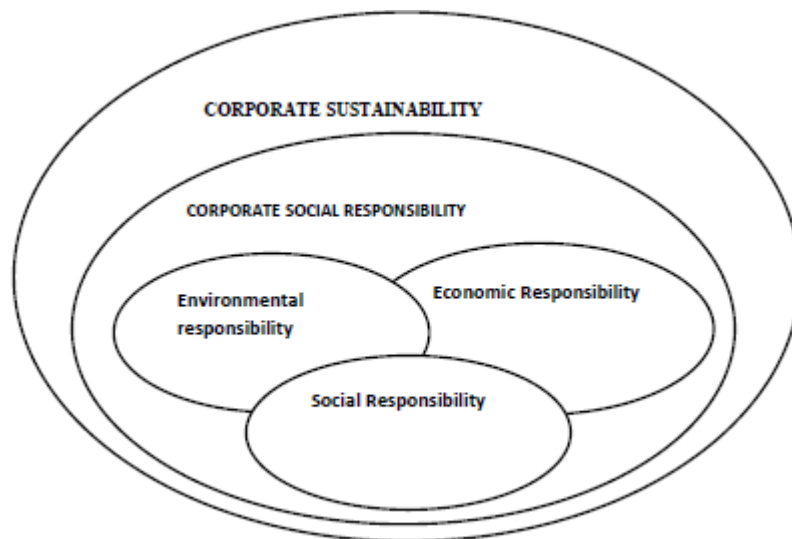 CORPORATE SUSTAINABILITY
CORPORATE SOCIAL RESPONSIBILITY
Environmental
responsibility
Economic Responsibility
Social Responsibility